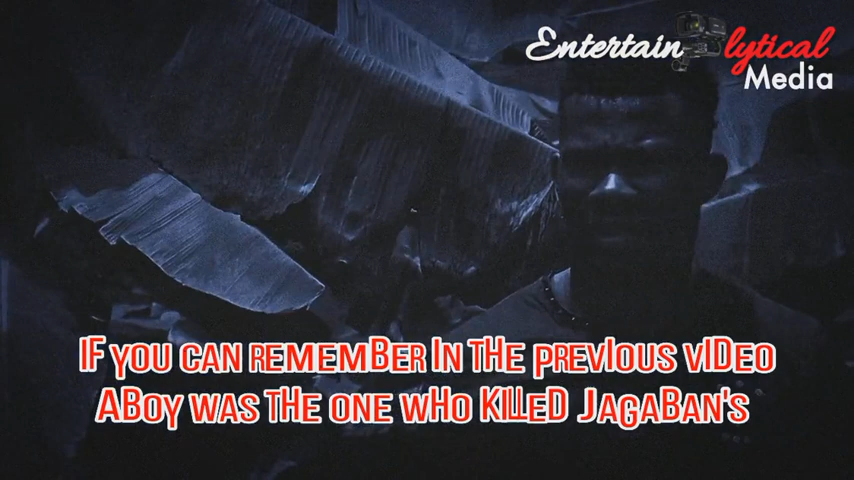 Entertain lytical
Media
IF YOU CAN REMEMBER IN THE PREVIOUS VIDEO
ABOY WAS THE ONE WHO KILLED JAGABAN'S